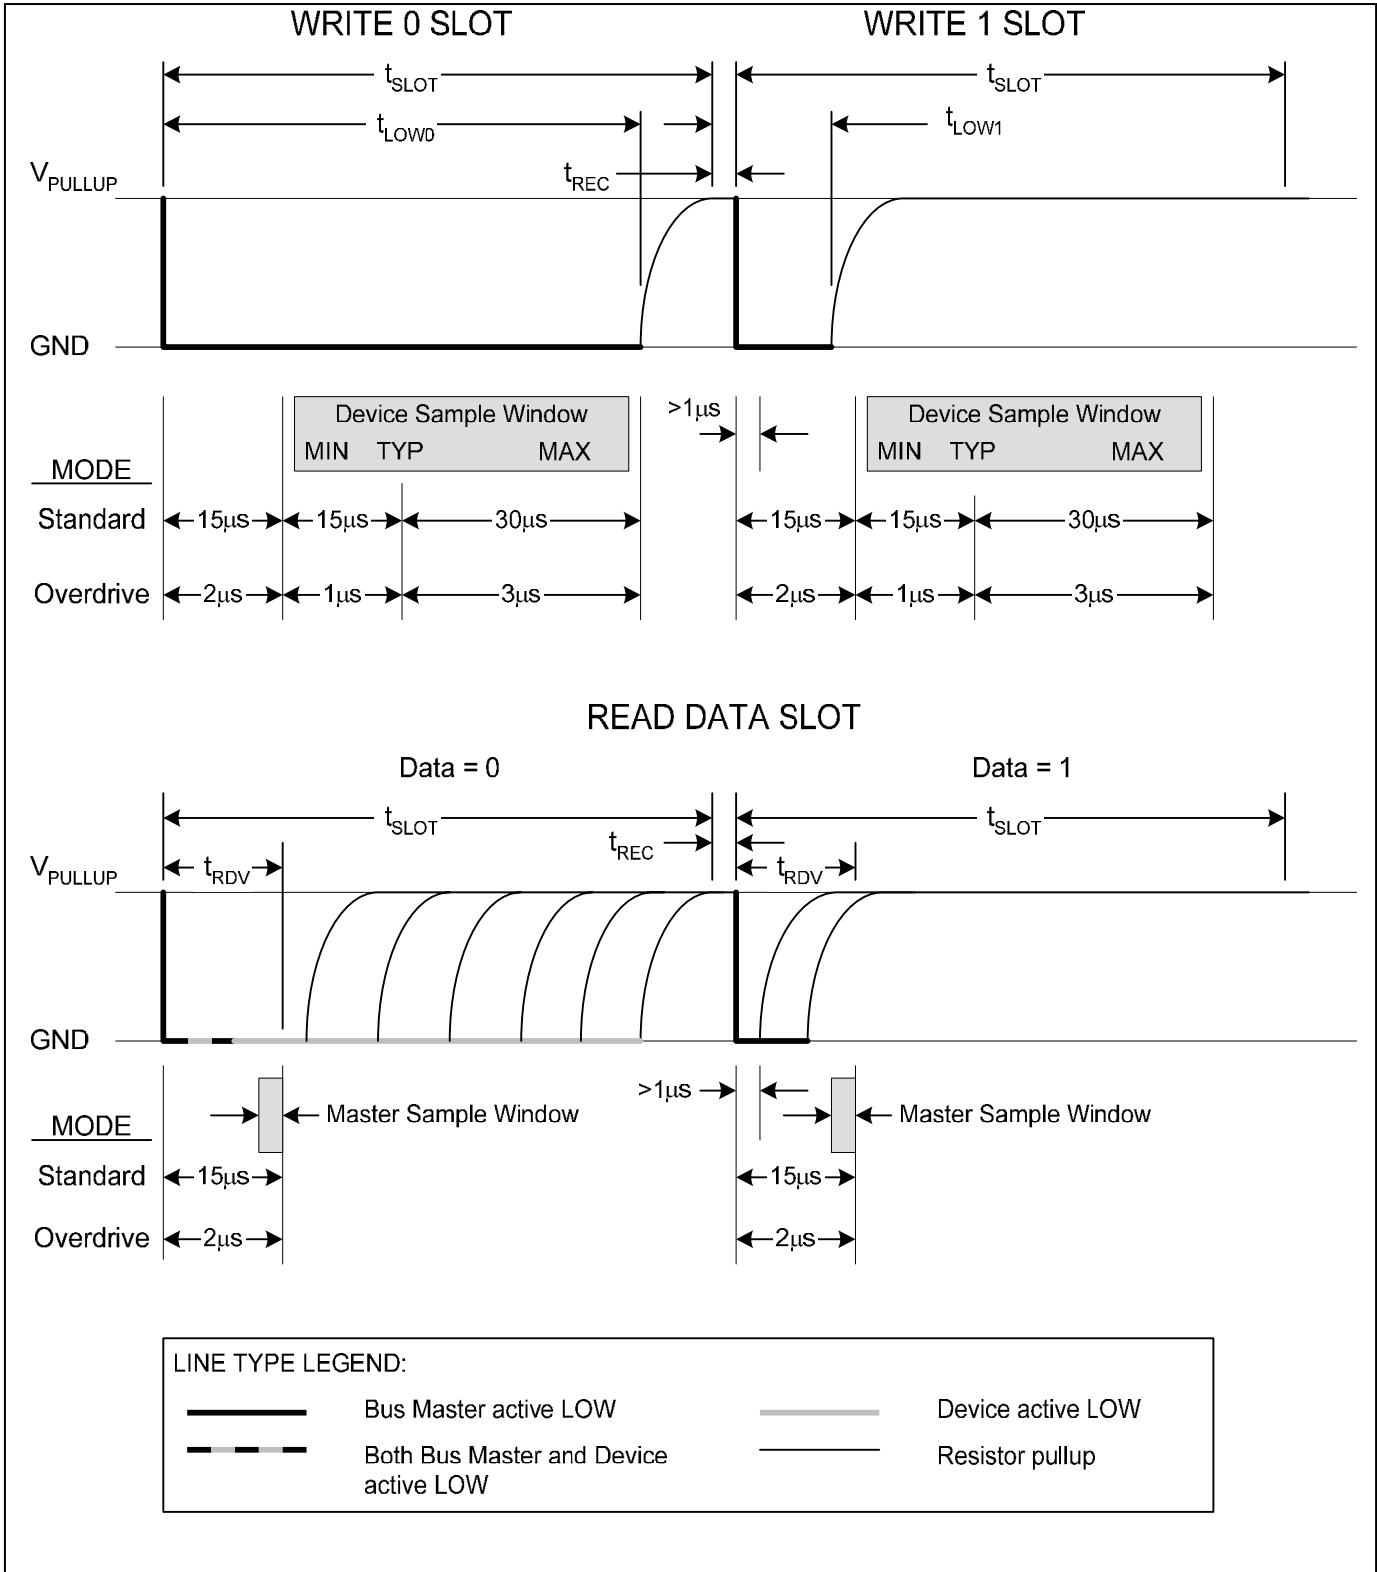 WRITE 0 SLOT WRITE 1 SLOT
tSLOT tSLOT
tLOW0 tLOW1
VPULLUP tREC
GND
Device Sample Window >1μs Device Sample Window
MIN TYP MAX MIN TYP MAX
MODE
Standard 15μs 15μs 30μs 15μs 15μs 30μs
Overdrive 2μs 1μs 3μs 2μs 1μs 3μs
READ DATA SLOT
Data = 0 Data = 1
tSLOT tSLOT
tREC
VPULLUP tRDV tRDV
GND
>1μs
MODE Master Sample Window Master Sample Window
Standard 15μs 15μs
Overdrive 2μs 2μs
LINE TYPE LEGEND:
Bus Master active LOW Device active LOW
Both Bus Master and Device Resistor pullup
active LOW